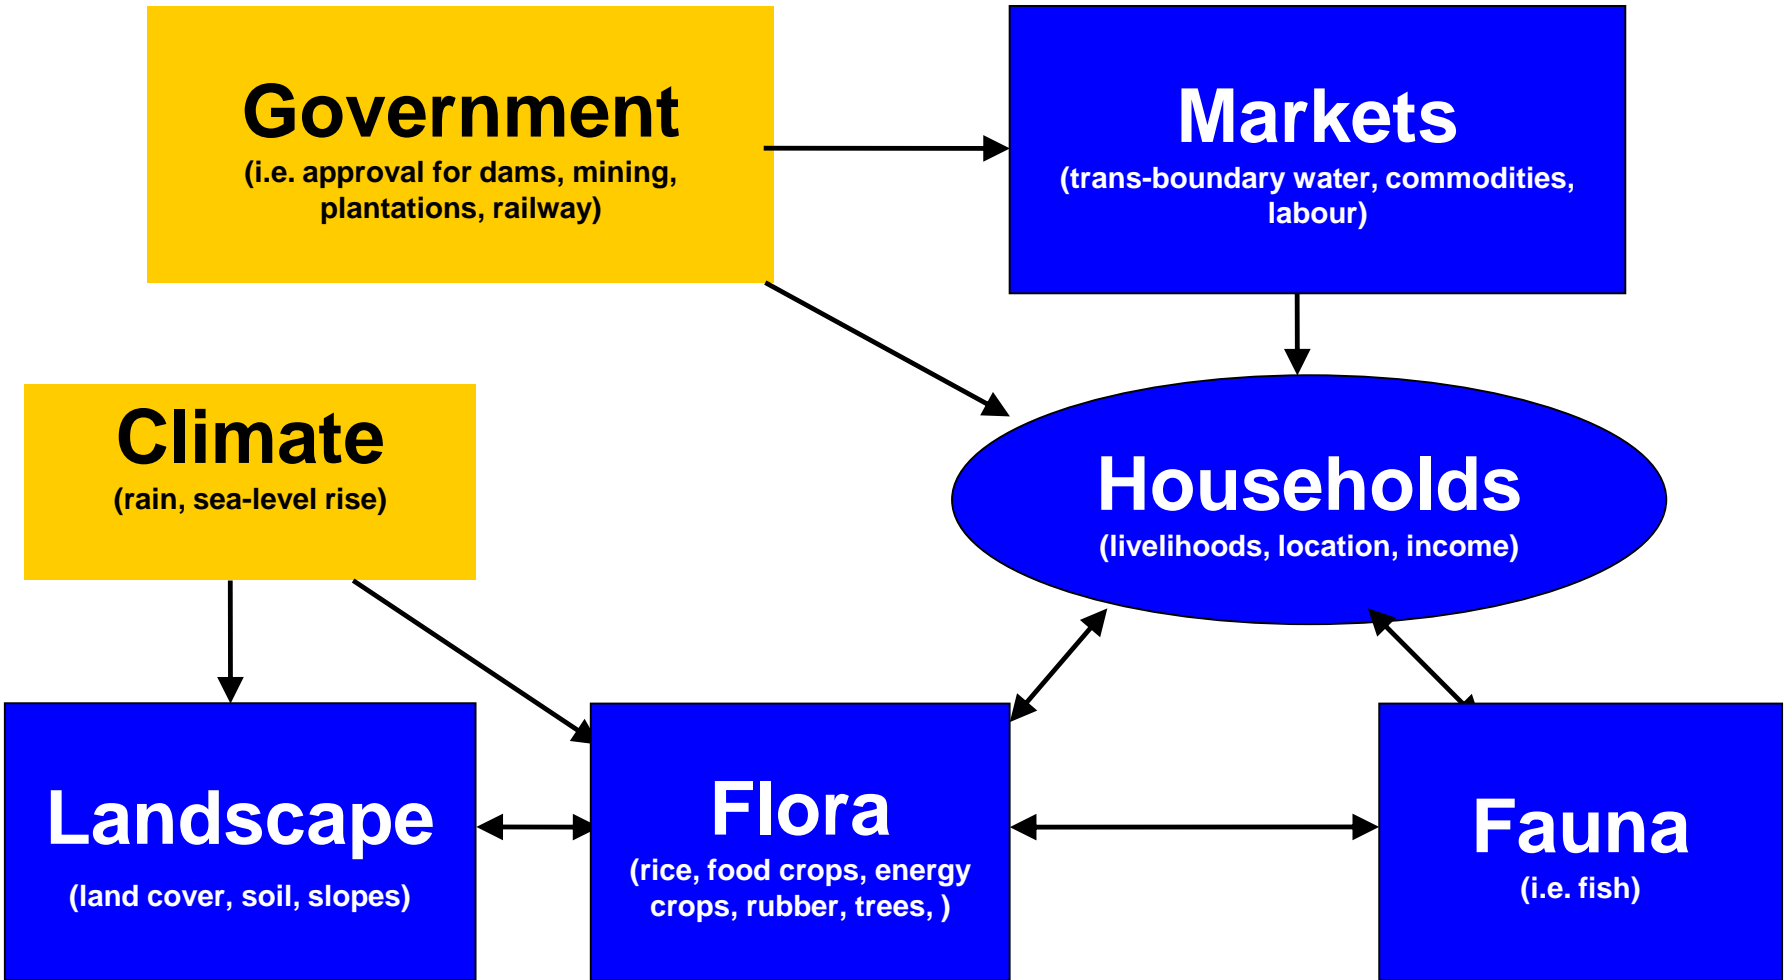 Government
(i.e. approval for dams, mining,
plantations, railway)
Markets
(trans-boundary water, commodities,
labour)
Climate
(rain, sea-level rise)
Households
(livelihoods, location, income)
Landscape
(land cover, soil, slopes)
Flora
(rice, food crops, energy
crops, rubber, trees, )
Fauna
(i.e. fish)